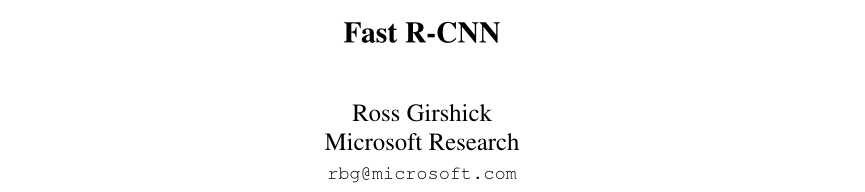 Fast R-CNN
Ross Girshick
Microsoft Research
rbg@microsoft.com